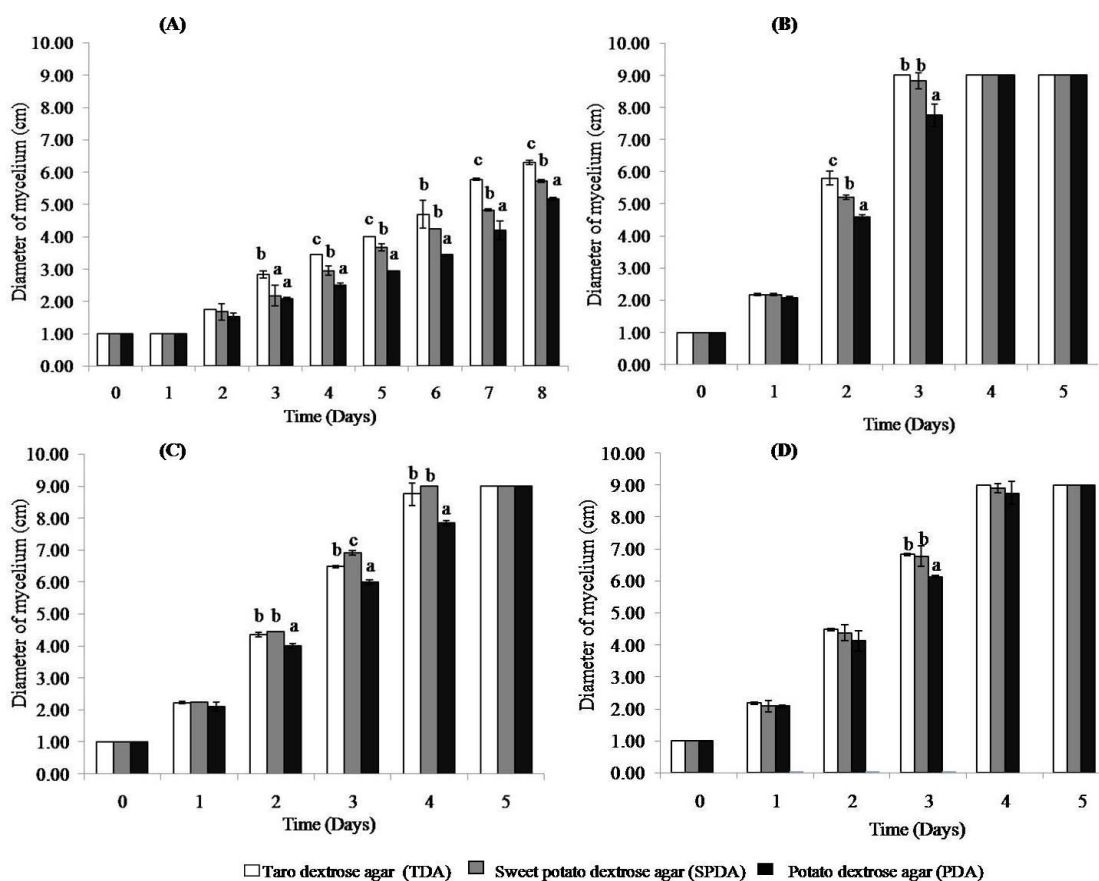 (A)
Diameter of mycelium (cm)
10.00
9.00
8.00
7.00
6.00
5.00
4.00
3.00
2.00
1.00
0.00
b a a
c b a
c b a
b b a
c b a
c b a
0 1 2 3 4 5 6 7 8
Time (Days)
(B)
Diameter of mycelium (cm)
10.00
9.00
8.00
7.00
6.00
5.00
4.00
3.00
2.00
1.00
0.00
c b a
b b a
0 1 2 3 4 5
Time (Days)
(C)
Diameter of mycelium (cm)
10.00
9.00
8.00
7.00
6.00
5.00
4.00
3.00
2.00
1.00
0.00
b b a
b c a
b b a
0 1 2 3 4 5
Time (Days)
(D)
Diameter of mycelium (cm)
10.00
9.00
8.00
7.00
6.00
5.00
4.00
3.00
2.00
1.00
0.00
b b a
0 1 2 3 4 5
Time (Days)
Taro dextrose agar (TDA) Sweet potato dextrose agar (SPDA) Potato dextrose agar (PDA)